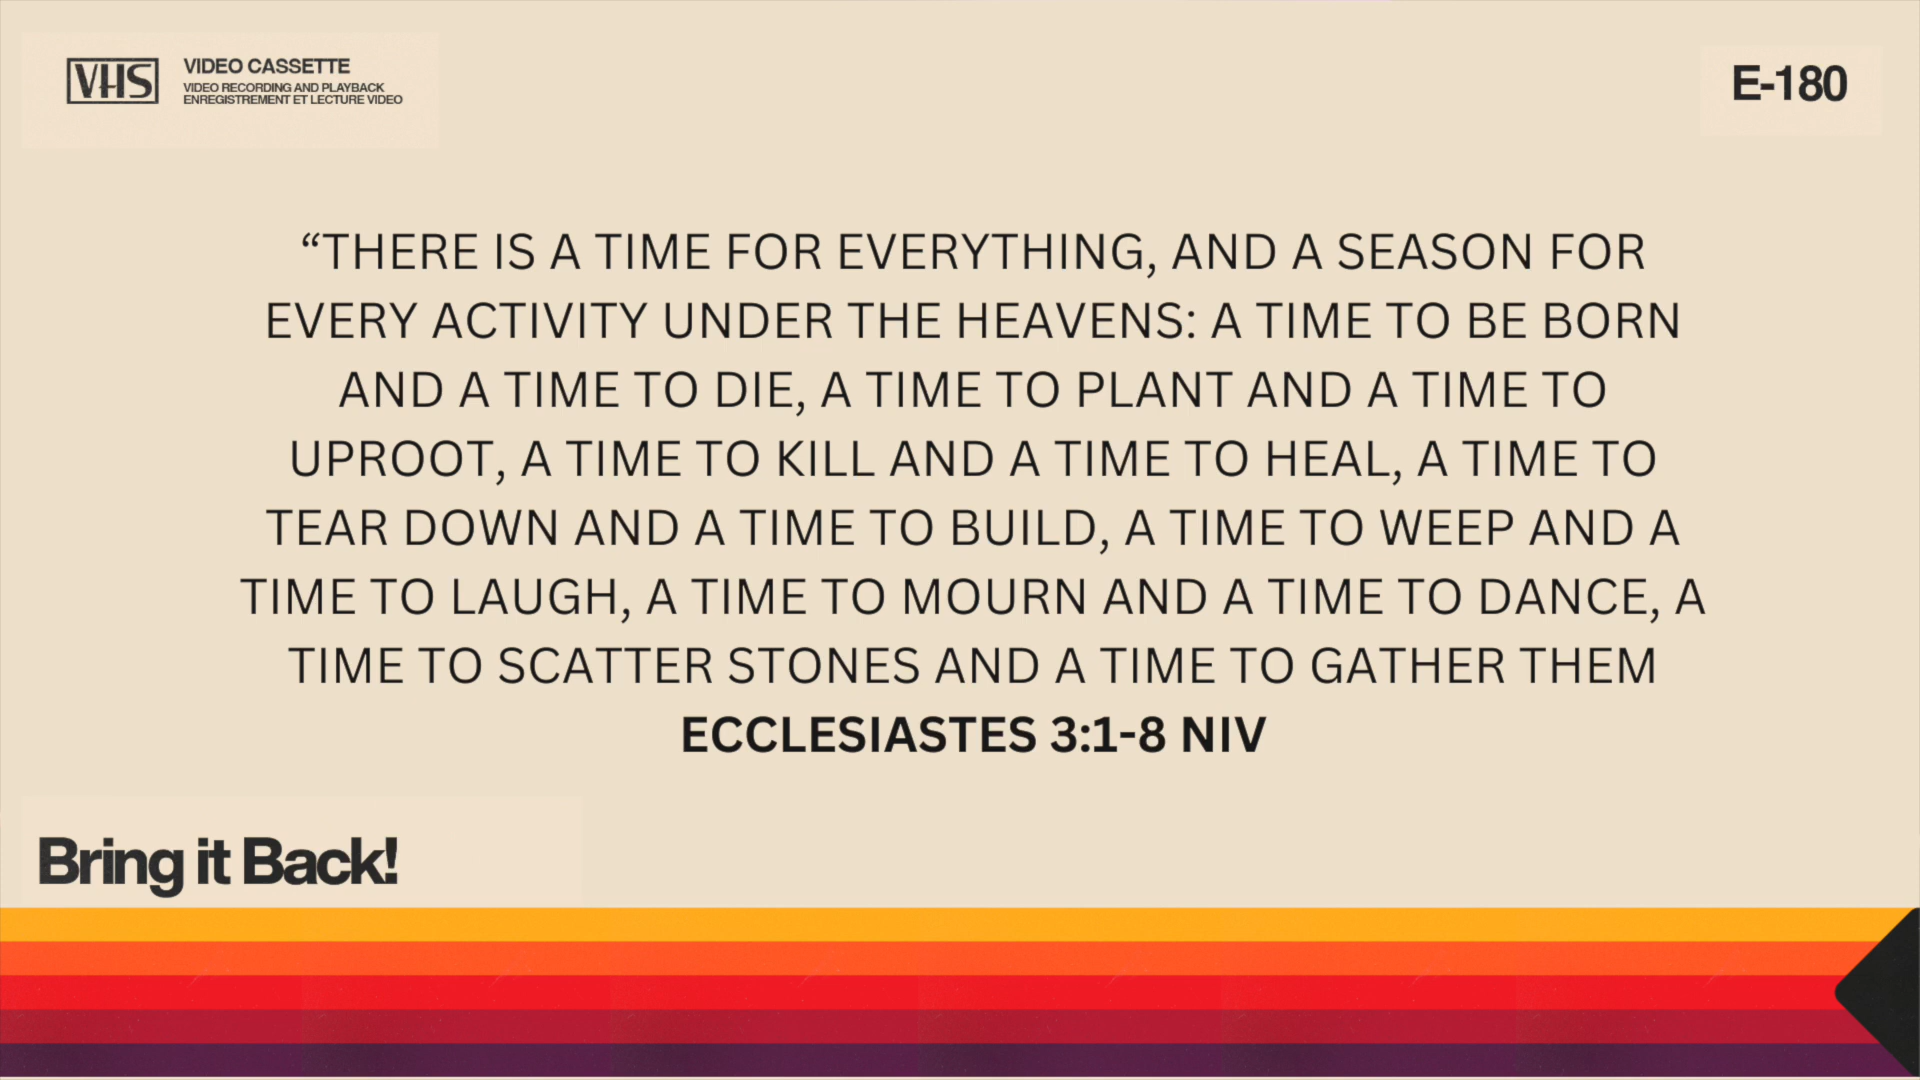 VHS
VIDEO CASSETTE
VIDEO RECORDING AND PLAYBACK
ENREGISTREMENT ET LECTURE VIDEO
E-180
“THERE IS A TIME FOR EVERYTHING, AND A SEASON FOR
EVERY ACTIVITY UNDER THE HEAVENS: A TIME TO BE BORN
AND A TIME TO DIE, A TIME TO PLANT AND A TIME TO
UPROOT, A TIME TO KILL AND A TIME TO HEAL, A TIME TO
TEAR DOWN AND A TIME TO BUILD, A TIME TO WEEP AND A
TIME TO LAUGH, A TIME TO MOURN AND A TIME TO DANCE, A
TIME TO SCATTER STONES AND A TIME TO GATHER THEM
ECCLESIASTES 3:1-8 NIV
Bring it Back!